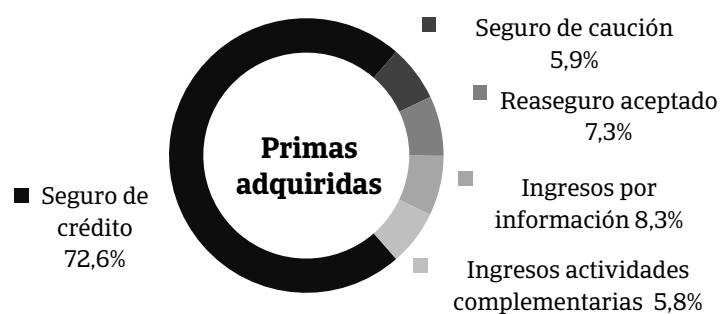 Seguro de caución
5,9%
Reaseguro aceptado
7,3%
Primas
adquiridas
Ingresos por
información 8,3%
Seguro de
crédito
72,6%
Ingresos actividades
complementarias 5,8%